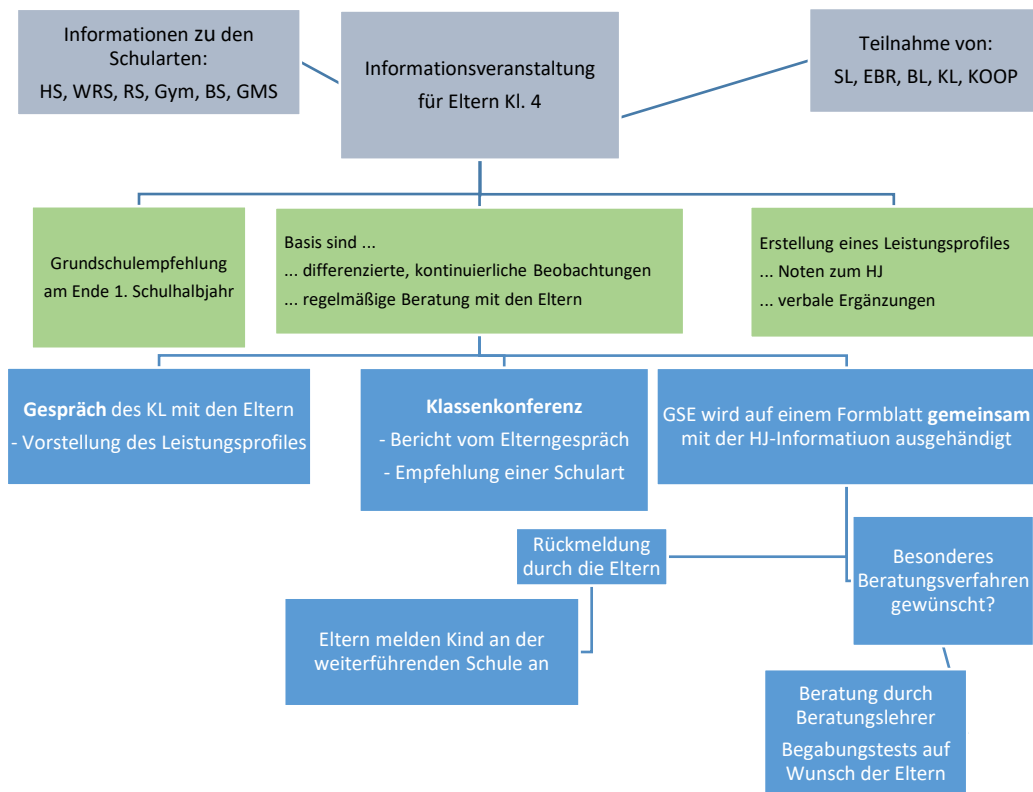 Informationen zu den
Schularten:
HS, WRS, RS, Gym, BS, GMS
Informationsveranstaltung
für Eltern Kl. 4
Teilnahme von:
SL, EBR, BL, KL, KOOP
Grundschulempfehlung
am Ende 1. Schulhalbjahr
Basis sind ...
... differenzierte, kontinuierliche Beobachtungen
... regelmäßige Beratung mit den Eltern
Erstellung eines Leistungsprofiles
... Noten zum HJ
... verbale Ergänzungen
Gespräch des KL mit den Eltern
- Vorstellung des Leistungsprofiles
Klassenkonferenz
- Bericht vom Elterngespräch
- Empfehlung einer Schulart
GSE wird auf einem Formblatt gemeinsam
mit der HJ-Informatiuon ausgehändigt
Rückmeldung
durch die Eltern
Eltern melden Kind an der
weiterführenden Schule an
Besonderes
Beratungsverfahren
gewünscht?
Beratung durch
Beratungslehrer
Begabungstests auf
Wunsch der Eltern